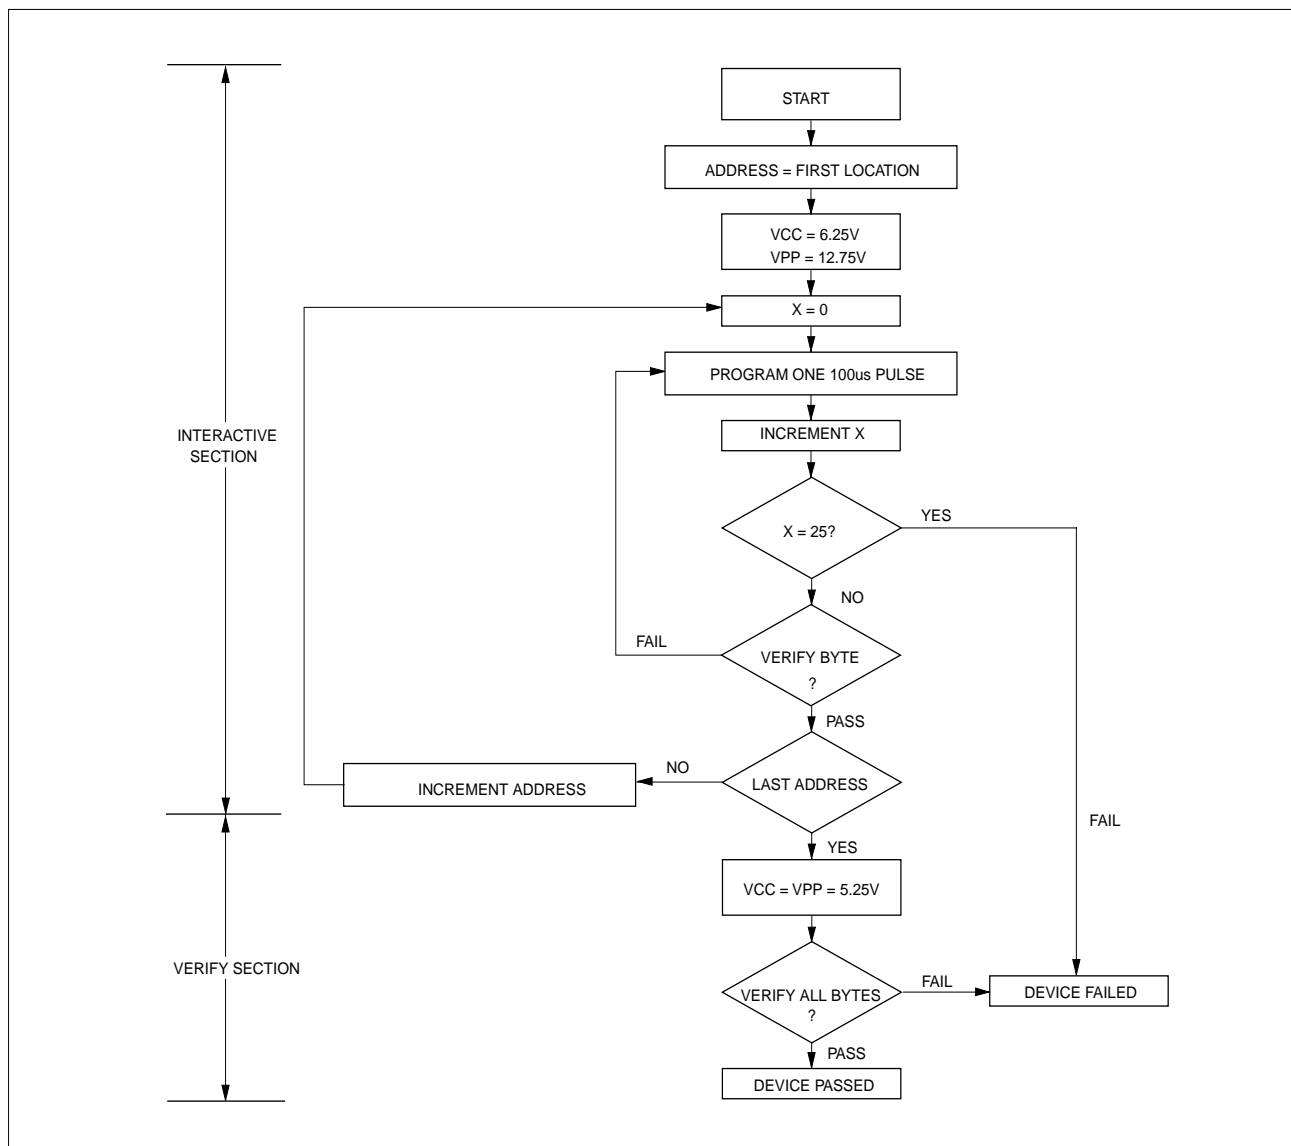 START
ADDRESS = FIRST LOCATION
VCC = 6.25V
VPP = 12.75V
X = 0
PROGRAM ONE 100us PULSE
INTERACTIVE
SECTION
INCREMENT X
X = 25?
YES
NO
FAIL
VERIFY BYTE
?
PASS
NO
LAST ADDRESS
INCREMENT ADDRESS
FAIL
YES
VCC = VPP = 5.25V
VERIFY SECTION
VERIFY ALL BYTES
?
FAIL
DEVICE FAILED
PASS
DEVICE PASSED